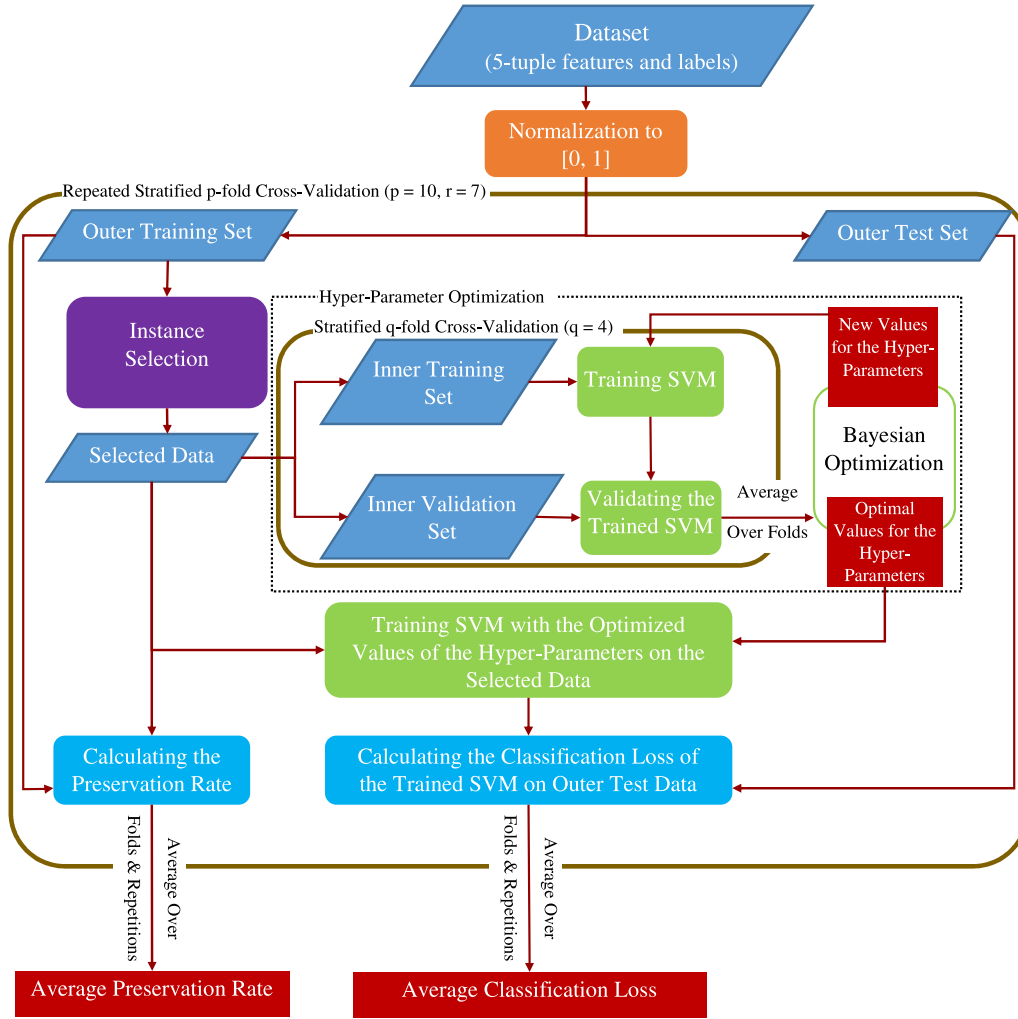 Dataset
(5-tuple features and labels)
Normalization to
[0, 1]
Repeated Stratified p-fold Cross-Validation (p = 10, r = 7)
Outer Training Set
Outer Test Set
Instance
Selection
Hyper-Parameter Optimization
Stratified q-fold Cross-Validation (q = 4)
New Values
for the Hyper-
Parameters
Inner Training
Set
Training SVM
Bayesian
Optimization
Selected Data
Inner Validation
Set
Validating the
Trained SVM
Average
Over Folds
Optimal
Values for the
Hyper-
Parameters
Training SVM with the Optimized
Values of the Hyper-Parameters on the
Selected Data
Calculating the
Preservation Rate
Calculating the Classification Loss of
the Trained SVM on Outer Test Data
Average Over
Folds & Repetitions
Average Over
Folds & Repetitions
Average Preservation Rate
Average Classification Loss